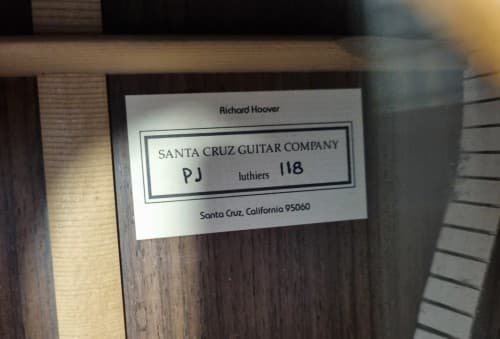 Richard Hoover
SANTA CRUZ GUITAR COMPANY
PJ luthiers 118
Santa Cruz, California 95060